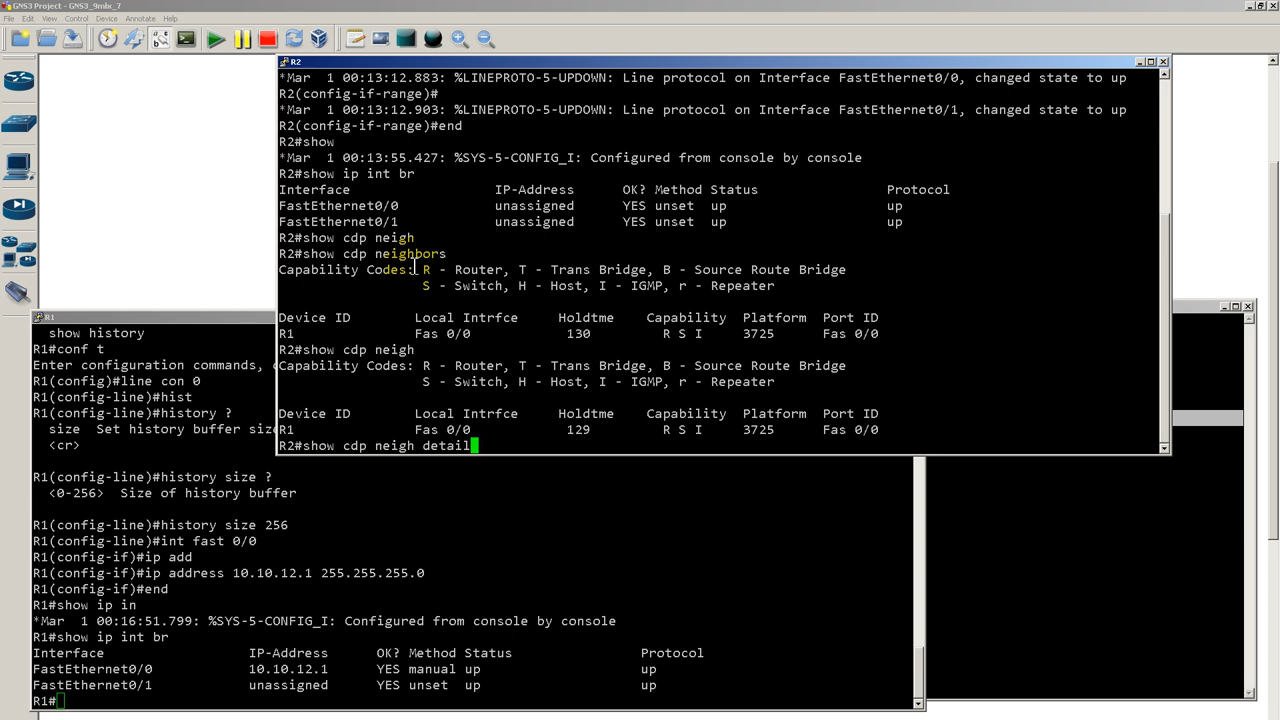 GNS3 Project - GNS3_9mlx_7
File Edit View Control Device Annotate Help
R2
*Mar  1 00:13:12.883: %LINEPROTO-5-UPDOWN: Line protocol on Interface FastEthernet0/0, changed state to up
R2(config-if-range)#
*Mar  1 00:13:12.903: %LINEPROTO-5-UPDOWN: Line protocol on Interface FastEthernet0/1, changed state to up
R2(config-if-range)#end
R2#show
*Mar  1 00:13:55.427: %SYS-5-CONFIG_I: Configured from console by console
R2#show ip int br
Interface IP-Address OK? Method Status Protocol
FastEthernet0/0 unassigned YES unset up up
FastEthernet0/1 unassigned YES unset up up
R2#show cdp neigh
R2#show cdp neighbors
Capability Codes: R - Router, T - Trans Bridge, B - Source Route Bridge
S - Switch, H - Host, I - IGMP, r - Repeater
Device ID Local Intrfce Holdtme Capability Platform Port ID
R1 Fas 0/0 130 R S I 3725 Fas 0/0
R2#show cdp neigh
Capability Codes: R - Router, T - Trans Bridge, B - Source Route Bridge
S - Switch, H - Host, I - IGMP, r - Repeater
Device ID Local Intrfce Holdtme Capability Platform Port ID
R1 Fas 0/0 129 R S I 3725 Fas 0/0
R2#show cdp neigh detail
R1
show history
R1#conf t
Enter configuration commands,
R1(config)#line con 0
R1(config-line)#hist
R1(config-line)#history ?
size  Set history buffer siz
<cr>
R1(config-line)#history size ?
<0-256>  Size of history buffer
R1(config-line)#history size 256
R1(config-line)#int fast 0/0
R1(config-if)#ip add
R1(config-if)#ip address 10.10.12.1 255.255.255.0
R1(config-if)#end
R1#show ip in
*Mar  1 00:16:51.799: %SYS-5-CONFIG_I: Configured from console by console
R1#show ip int br
Interface IP-Address OK? Method Status Protocol
FastEthernet0/0 10.10.12.1 YES manual up up
FastEthernet0/1 unassigned YES unset up up
R1#